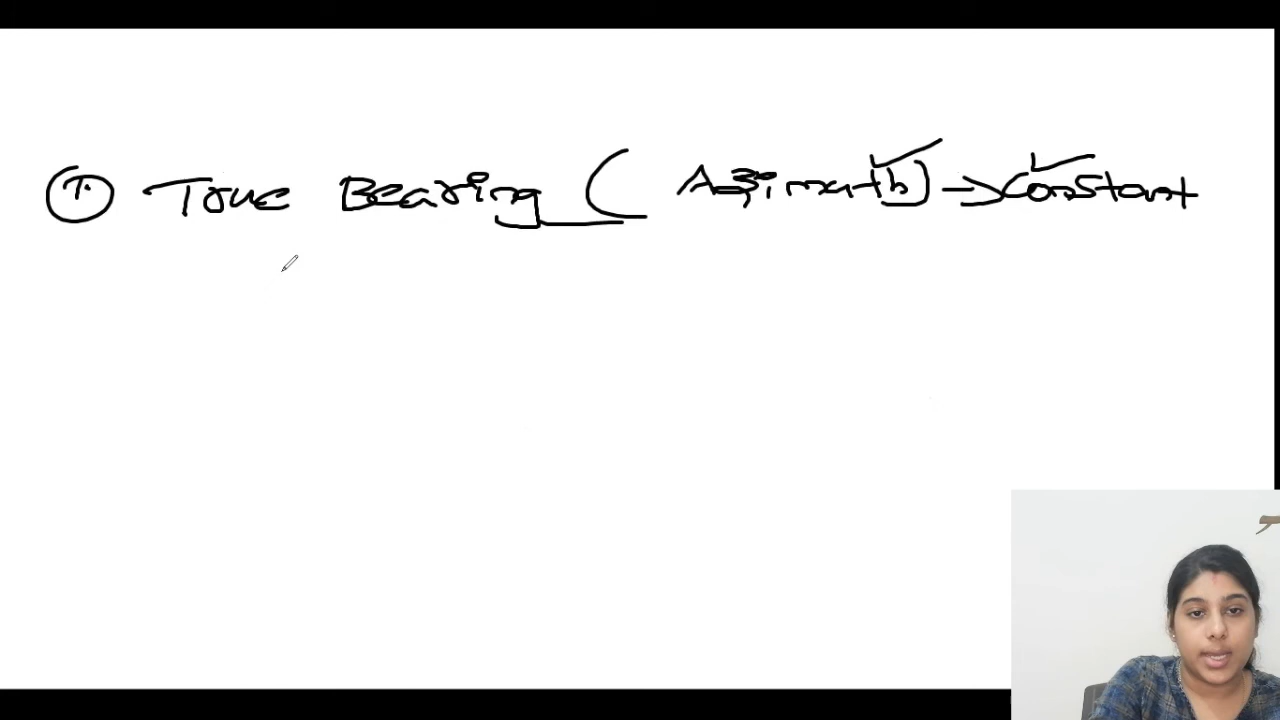 ① True Bearing (Azimuth) → Constant